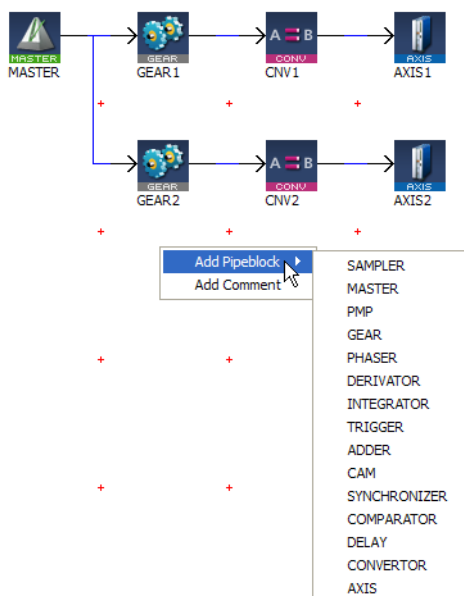 A B
MASTER GEAR CONV AXIS
MASTER GEAR1 CNV1 AXIS1
A B
GEAR CONV AXIS
GEAR2 CNV2 AXIS2
Add Pipeblock
Add Comment
SAMPLER
MASTER
PMP
GEAR
PHASER
DERIVATOR
INTEGRATOR
TRIGGER
ADDER
CAM
SYNCHRONIZER
COMPARATOR
DELAY
CONVERTOR
AXIS